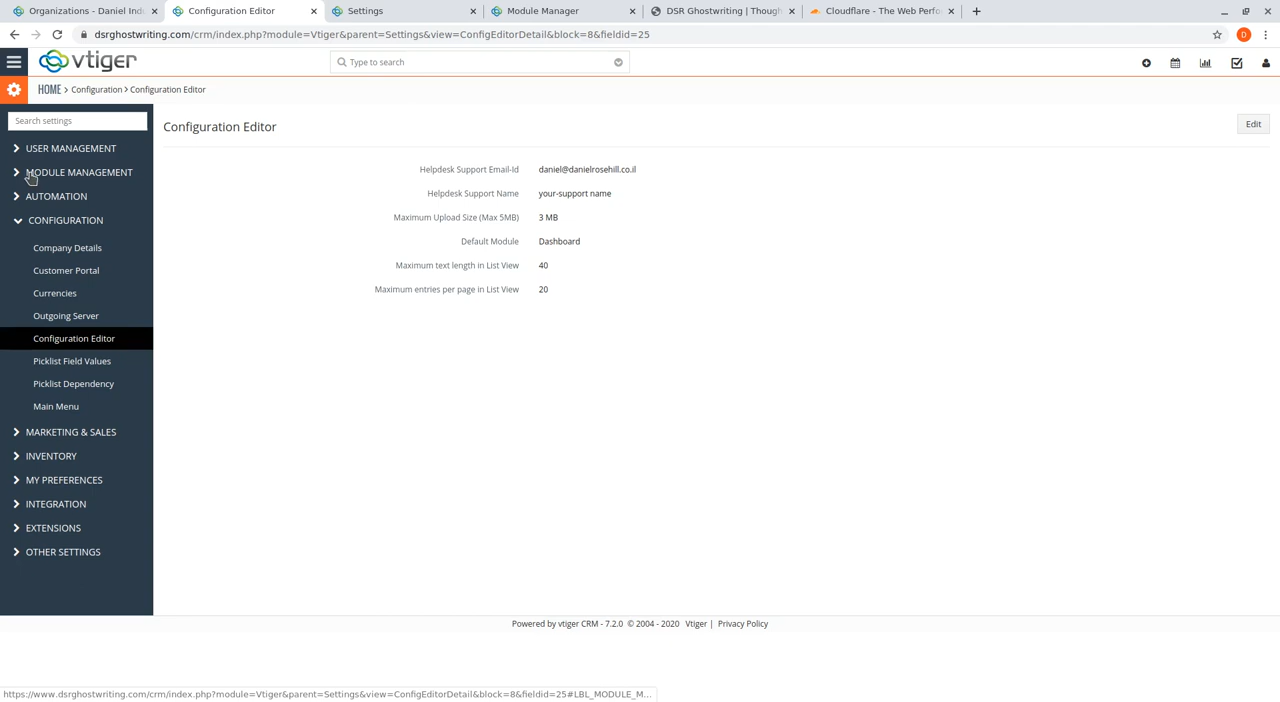 Organizations - Daniel Ind
Configuration Editor
Settings
Module Manager
DSR Ghostwriting | Though
Cloudflare - The Web Perfo
dsrghostwriting.com/crm/index.php?module=Vtiger&parent=Settings&view=ConfigEditorDetail&block=8&fieldid=25
D
vtiger
Type to search
HOME > Configuration > Configuration Editor
Search settings
USER MANAGEMENT
MODULE MANAGEMENT
AUTOMATION
CONFIGURATION
Company Details
Customer Portal
Currencies
Outgoing Server
Configuration Editor
Picklist Field Values
Picklist Dependency
Main Menu
MARKETING & SALES
INVENTORY
MY PREFERENCES
INTEGRATION
EXTENSIONS
OTHER SETTINGS
Configuration Editor
Edit
Helpdesk Support Email-Id daniel@danielrosehill.co.il
Helpdesk Support Name your-support name
Maximum Upload Size (Max 5MB) 3 MB
Default Module Dashboard
Maximum text length in List View 40
Maximum entries per page in List View 20
Powered by vtiger CRM - 7.2.0 © 2004 - 2020 Vtiger | Privacy Policy
https://www.dsrghostwriting.com/crm/index.php?module=Vtiger&parent=Settings&view=ConfigEditorDetail&block=8&fieldid=25#LBL_MODULE_M...